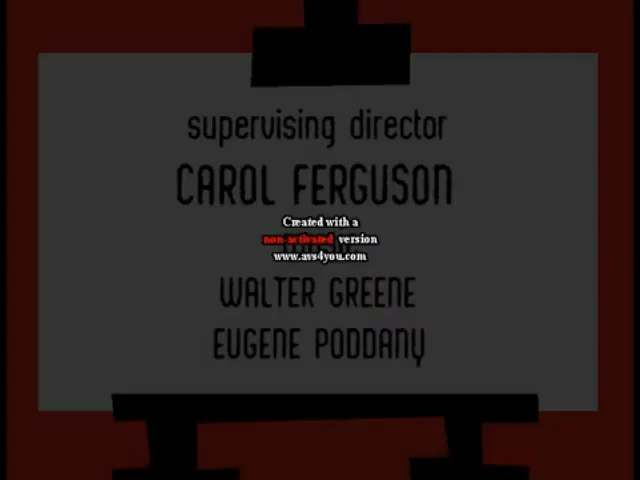 supervising director
CAROL FERGUSON
Created with a
non-activated version
www.avs4you.com
WALTER GREENE
EUGENE PODDANY